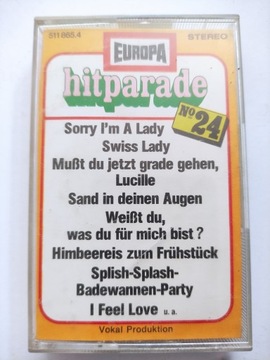 511 865.4
STEREO
EUROPA
hitparade
No 24
Sorry I'm A Lady
Swiss Lady
Mußt du jetzt grade gehen,
Lucille
Sand in deinen Augen
Weißt du,
was du für mich bist ?
Himbeereis zum Frühstück
Splish-Splash-
Badewannen-Party
I Feel Love u. a.
Vokal Produktion